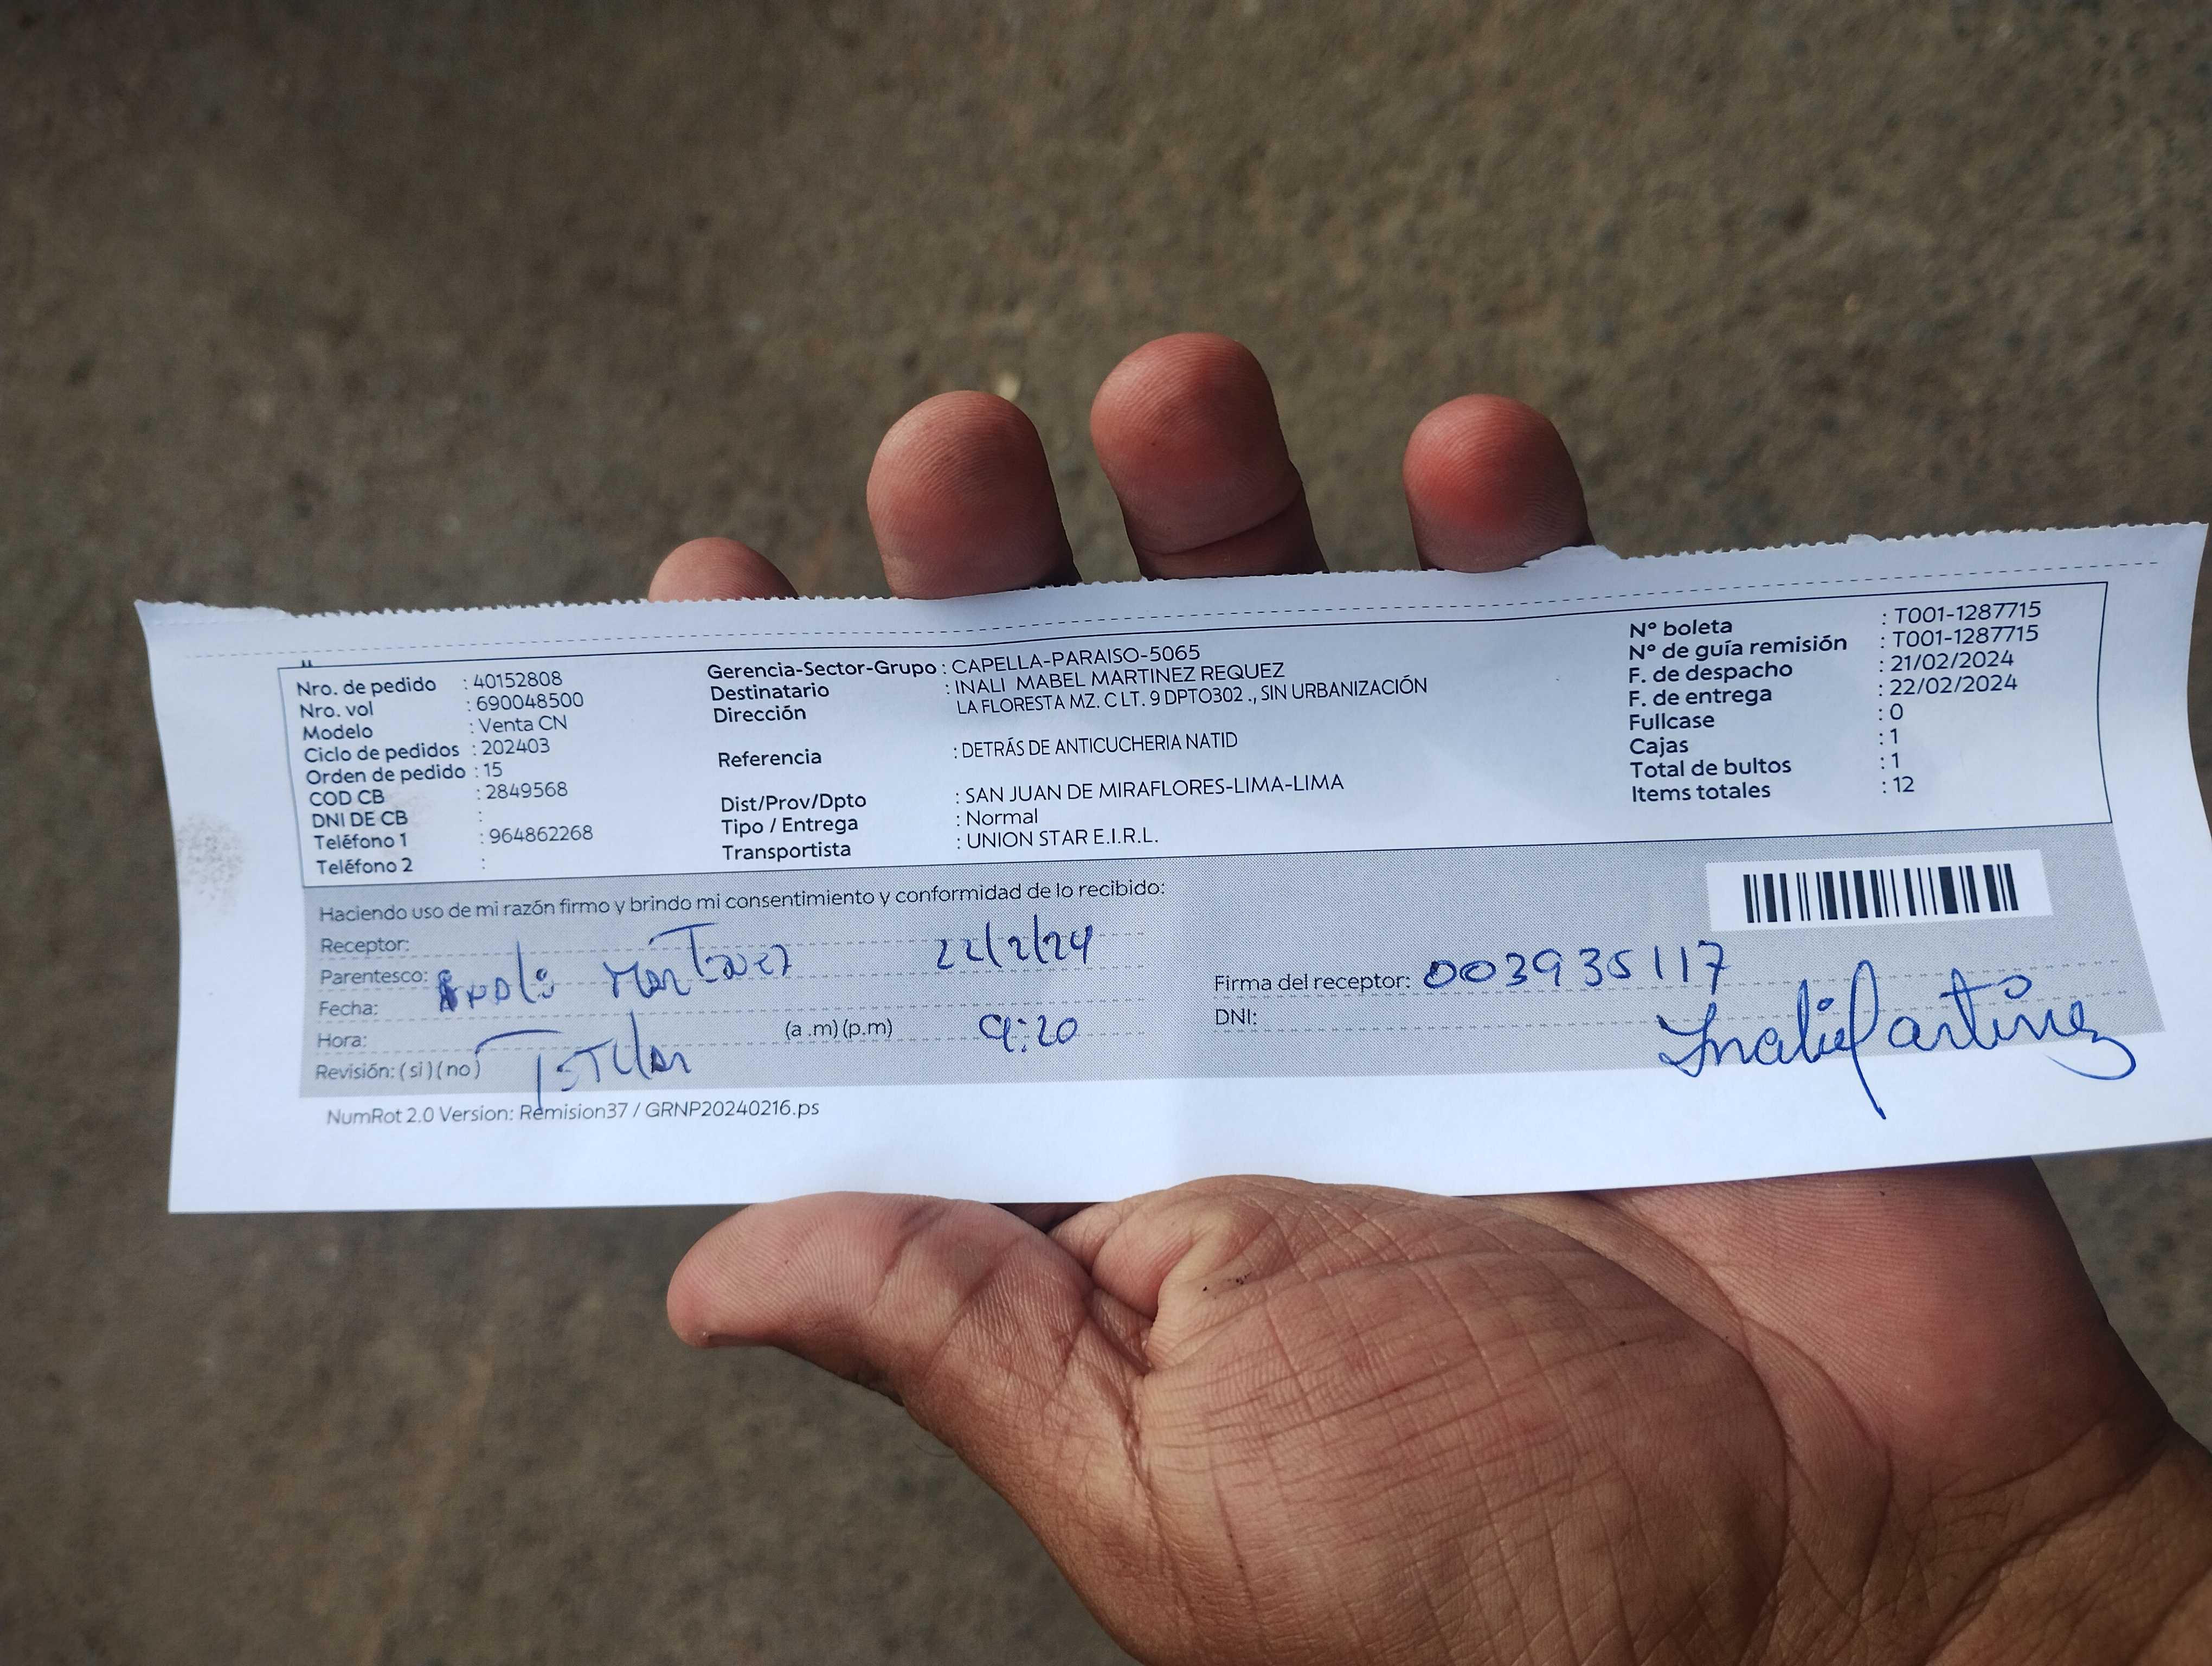 Nro. de pedido : 40152808
Nro. vol : 690048500
Modelo : Venta CN
Ciclo de pedidos : 202403
Orden de pedido : 15
COD CB : 2849568
DNI DE CB :
Teléfono 1 : 964862268
Teléfono 2 :
Gerencia-Sector-Grupo : CAPELLA-PARAISO-5065
Destinatario : INALI MABEL MARTINEZ REQUEZ
Dirección LA FLORESTA MZ. C LT. 9 DPTO302 ., SIN URBANIZACIÓN
Referencia : DETRÁS DE ANTICUCHERIA NATID
Dist/Prov/Dpto : SAN JUAN DE MIRAFLORES-LIMA-LIMA
Tipo / Entrega : Normal
Transportista : UNION STAR E.I.R.L.
Nº boleta : T001-1287715
Nº de guía remisión : T001-1287715
F. de despacho : 21/02/2024
F. de entrega : 22/02/2024
Fullcase : 0
Cajas : 1
Total de bultos : 1
Items totales : 12
Haciendo uso de mi razón firmo y brindo mi consentimiento y conformidad de lo recibido:
Receptor:
Parentesco: Martinez 22/2/24
Fecha:
Hora: (a .m) (p.m) 9:20
Revisión: ( si ) ( no ) Titular
Firma del receptor: 003935117
DNI: Inali Martinez
NumRot 2.0 Version: Remision37 / GRNP20240216.ps